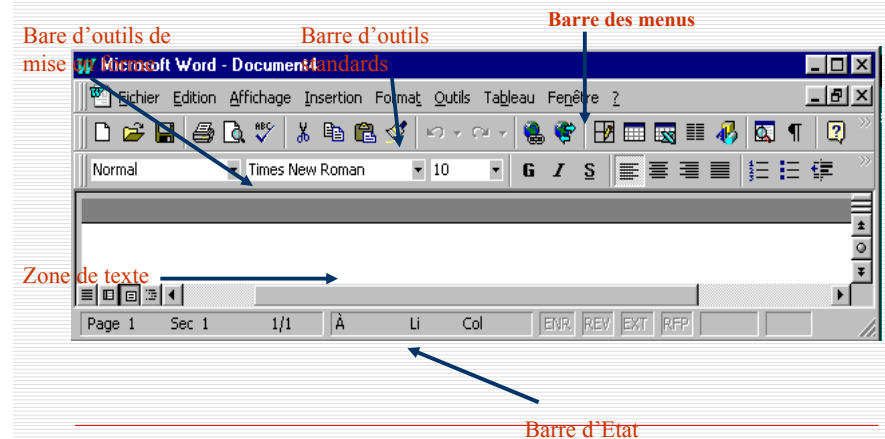 Barre des menus
Bare d'outils de
mise en forme
Barre d'outils
standards
Microsoft Word - Document4
Fichier Edition Affichage Insertion Format Outils Tableau Fenêtre ?
ABC
Normal Times New Roman 10 G I S
Zone de texte
Page 1 Sec 1 1/1 À Li Col ENR REV EXT RFP
Barre d'Etat